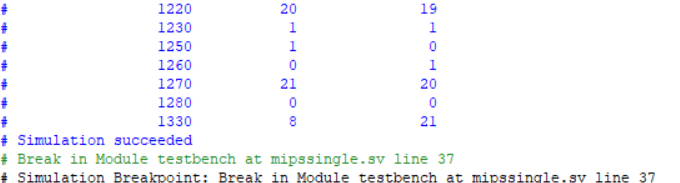 # 1220 20 19
# 1230 1 1
# 1250 1 0
# 1260 0 1
# 1270 21 20
# 1280 0 0
# 1330 8 21
# Simulation succeeded
# Break in Module testbench at mipssingle.sv line 37
# Simulation Breakpoint: Break in Module testbench at mipssingle.sv line 37